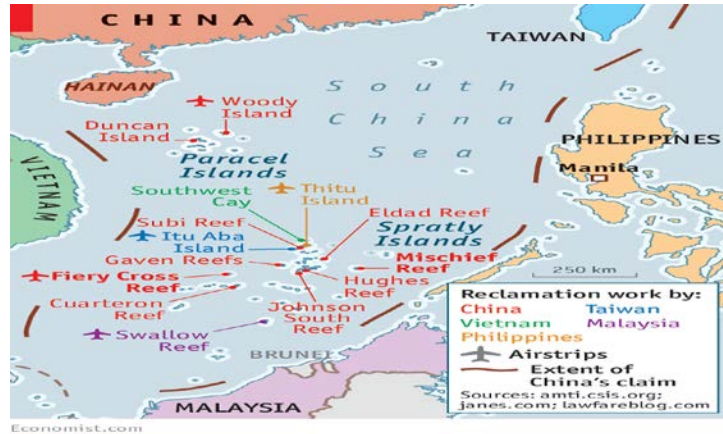 CHINA
TAIWAN
HAINAN
South
China
Sea
Woody
Island
Duncan
Island
Paracel
Islands
PHILIPPINES
Manila
VIETNAM
Southwest
Cay
Thitu
Island
Eldad Reef
Subi Reef
Spratly
Islands
Itu Aba
Island
Gaven Reefs
Mischief
Reef
Fiery Cross
Reef
Hughes
Reef
Cuarteron
Reef
Johnson
South
Reef
Swallow
Reef
BRUNEI
MALAYSIA
250 km
Reclamation work by:
China Taiwan
Vietnam Malaysia
Philippines
Airstrips
Extent of
China's claim
Sources: amti.csis.org;
janes.com; lawfareblog.com
Economist.com